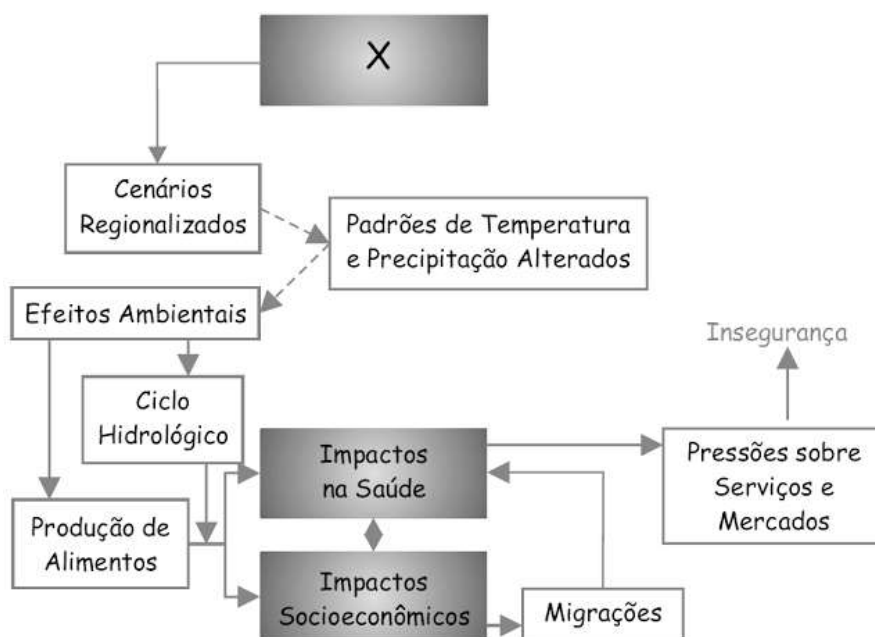 X
Cenários
Regionalizados
Padrões de Temperatura
e Precipitação Alterados
Efeitos Ambientais
Insegurança
Ciclo
Hidrológico
Impactos
na Saúde
Pressões sobre
Serviços e
Mercados
Produção de
Alimentos
Impactos
Socioeconômicos
Migrações